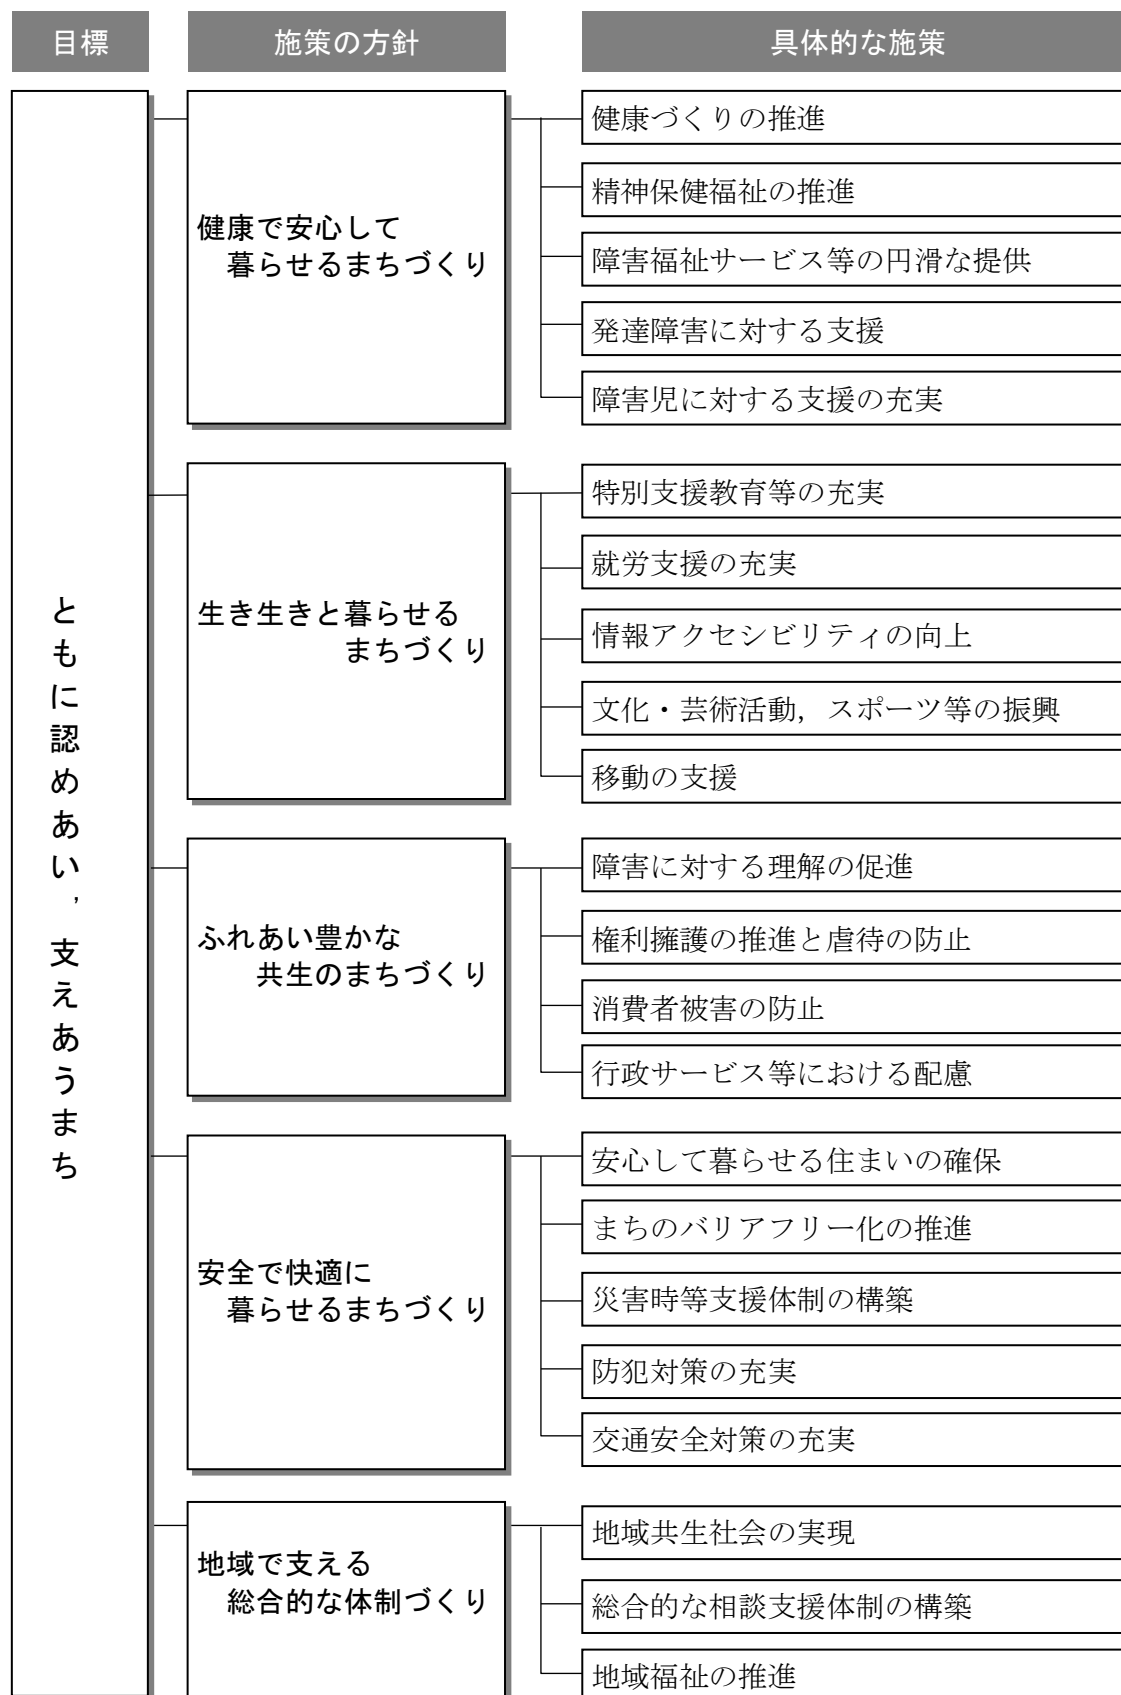 目標
施策の方針
具体的な施策
ともに認めあい，支えあうまち
健康で安心して
暮らせるまちづくり
健康づくりの推進
精神保健福祉の推進
障害福祉サービス等の円滑な提供
発達障害に対する支援
障害児に対する支援の充実
生き生きと暮らせる
まちづくり
特別支援教育等の充実
就労支援の充実
情報アクセシビリティの向上
文化・芸術活動，スポーツ等の振興
移動の支援
ふれあい豊かな
共生のまちづくり
障害に対する理解の促進
権利擁護の推進と虐待の防止
消費者被害の防止
行政サービス等における配慮
安全で快適に
暮らせるまちづくり
安心して暮らせる住まいの確保
まちのバリアフリー化の推進
災害時等支援体制の構築
防犯対策の充実
交通安全対策の充実
地域で支える
総合的な体制づくり
地域共生社会の実現
総合的な相談支援体制の構築
地域福祉の推進